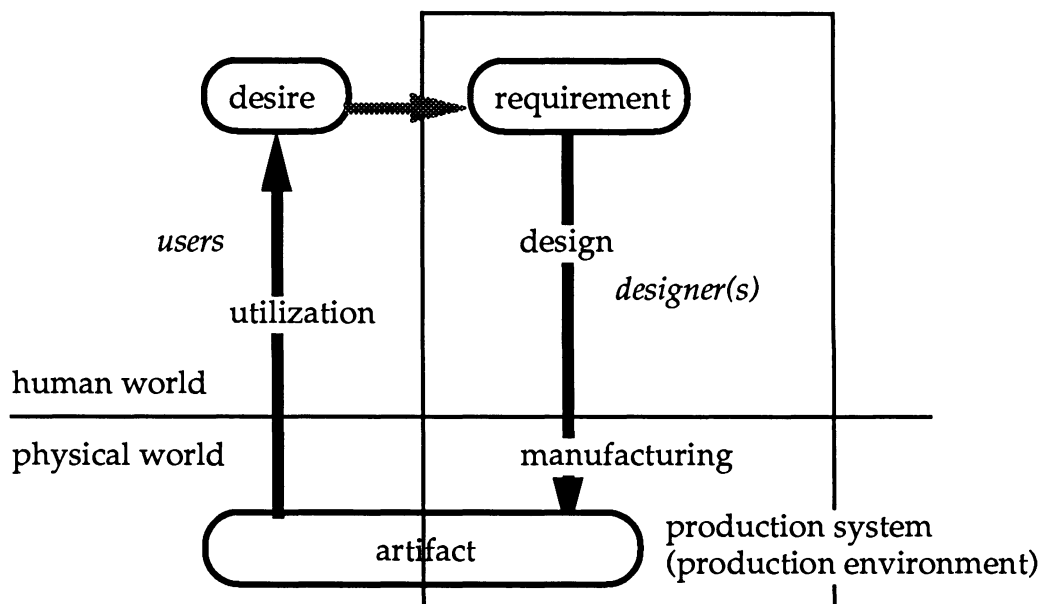 desire
requirement
users
design
designer(s)
utilization
human world
physical world
manufacturing
production system
(production environment)
artifact